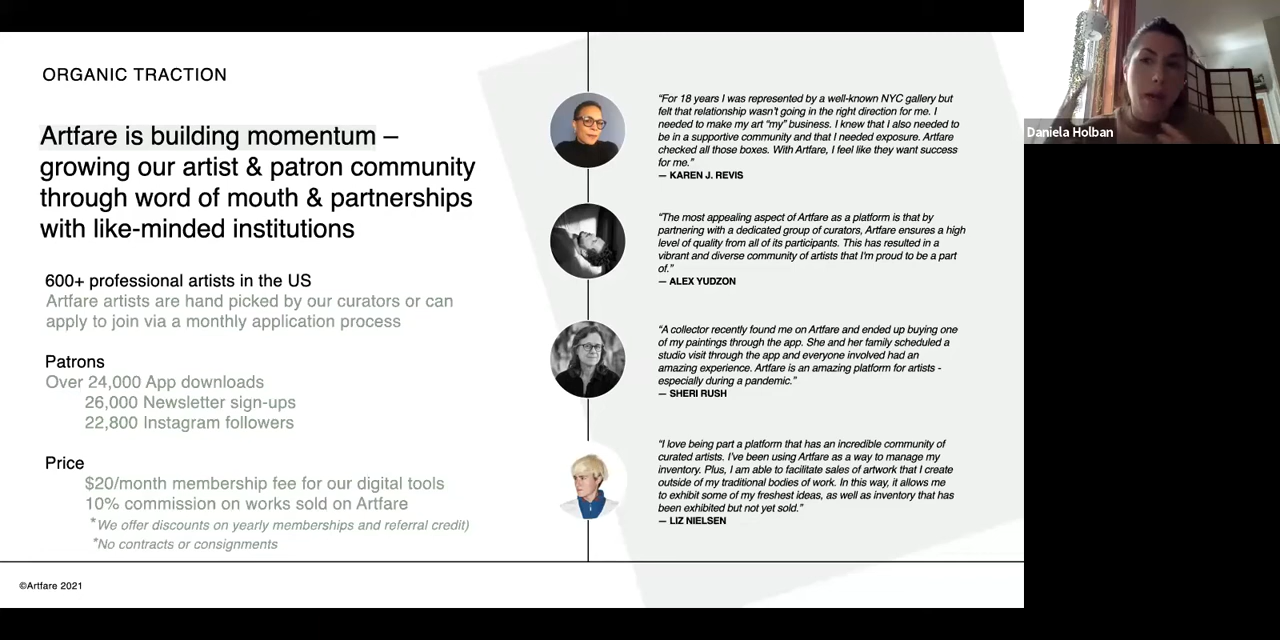 ORGANIC TRACTION
Artfare is building momentum –
growing our artist & patron community
through word of mouth & partnerships
with like-minded institutions
600+ professional artists in the US
Artfare artists are hand picked by our curators or can
apply to join via a monthly application process
Patrons
Over 24,000 App downloads
26,000 Newsletter sign-ups
22,800 Instagram followers
Price
$20/month membership fee for our digital tools
10% commission on works sold on Artfare
*We offer discounts on yearly memberships and referral credit)
*No contracts or consignments
©Artfare 2021
“For 18 years I was represented by a well-known NYC gallery but
felt that relationship wasn't going in the right direction for me. I
needed to make my art “my” business. I knew that I also needed to
be in a supportive community and that I needed exposure. Artfare
checked all those boxes. With Artfare, I feel like they want success
for me.”
— KAREN J. REVIS
“The most appealing aspect of Artfare as a platform is that by
partnering with a dedicated group of curators, Artfare ensures a high
level of quality from all of its participants. This has resulted in a
vibrant and diverse community of artists that I'm proud to be a part
of.”
— ALEX YUDZON
“A collector recently found me on Artfare and ended up buying one
of my paintings through the app. She and her family scheduled a
studio visit through the app and everyone involved had an
amazing experience. Artfare is an amazing platform for artists -
especially during a pandemic.”
— SHERI RUSH
“I love being part a platform that has an incredible community of
curated artists. I've been using Artfare as a way to manage my
inventory. Plus, I am able to facilitate sales of artwork that I create
outside of my traditional bodies of work. In this way, it allows me
to exhibit some of my freshest ideas, as well as inventory that has
been exhibited but not yet sold.”
— LIZ NIELSEN
Daniela Holban